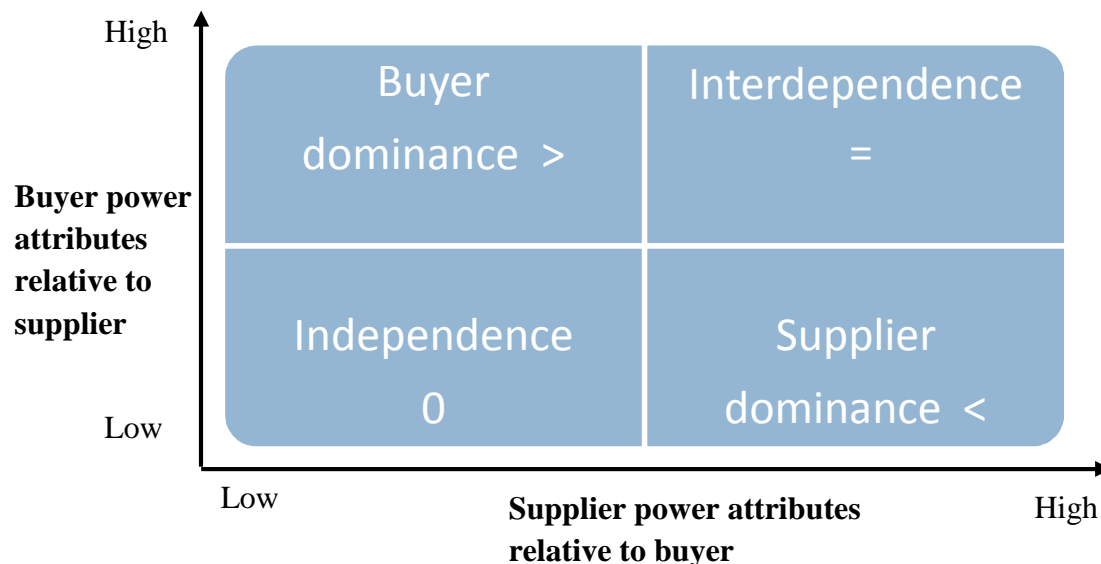 High
Buyer
dominance >
Interdependence
=
Buyer power
attributes
relative to
supplier
Independence
0
Supplier
dominance <
Low
Low
Supplier power attributes
relative to buyer
High